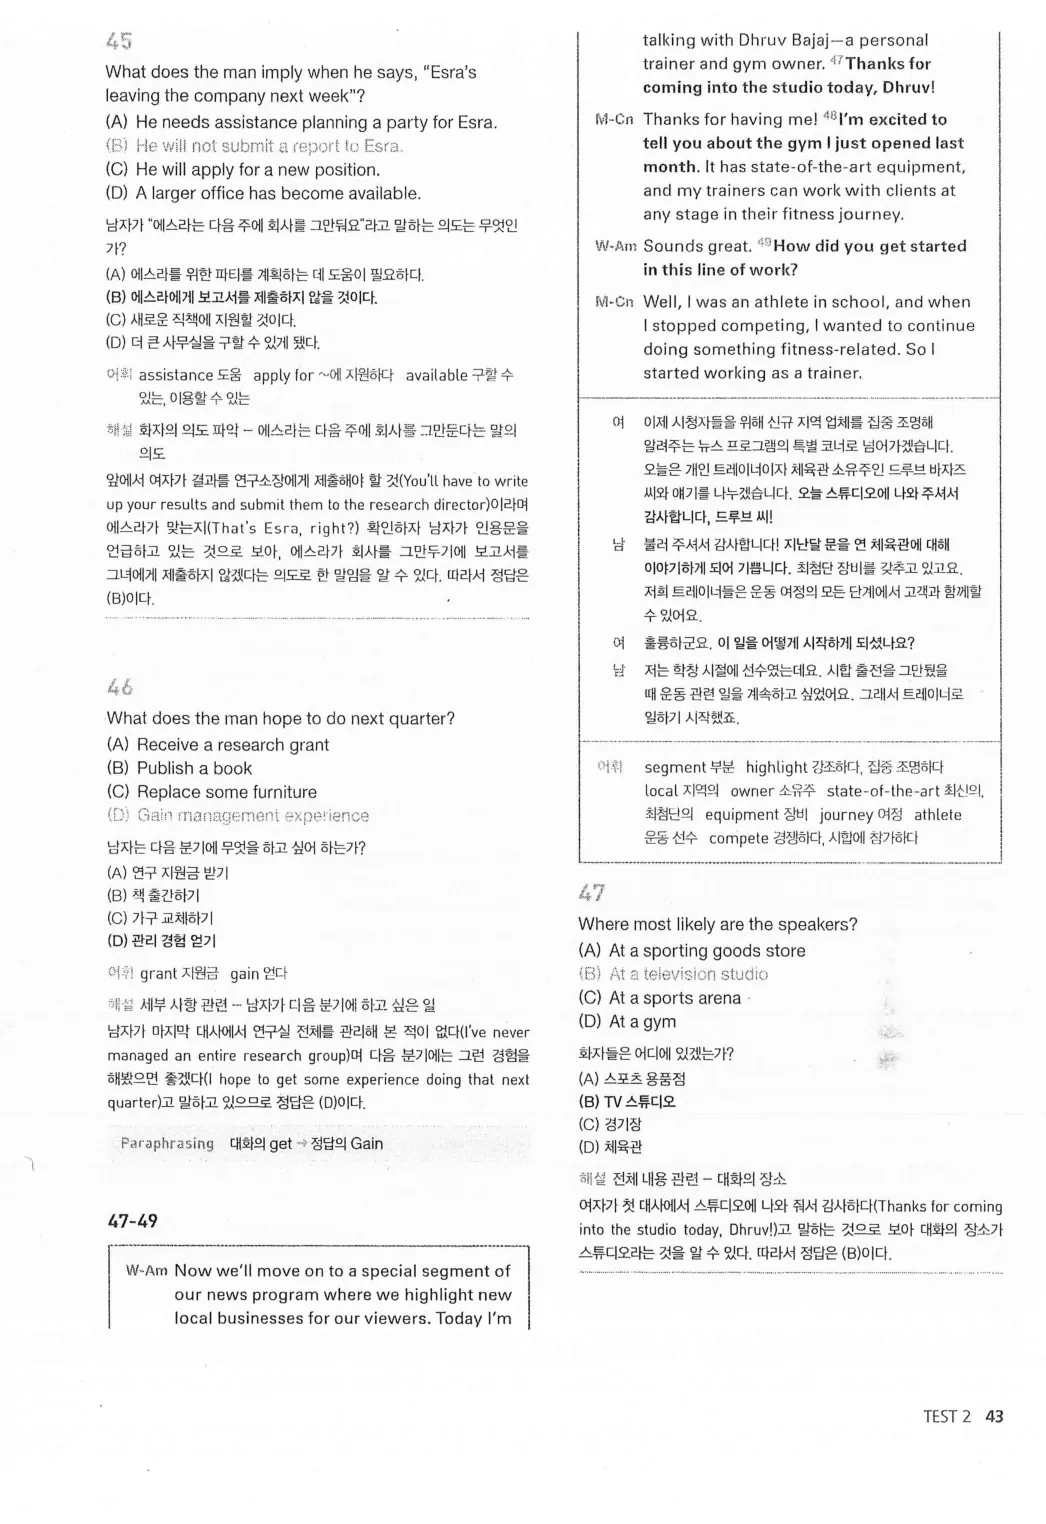 45
What does the man imply when he says, “Esra’s
leaving the company next week”?
(A) He needs assistance planning a party for Esra.
(B) He will not submit a report to Esra.
(C) He will apply for a new position.
(D) A larger office has become available.
남자가 “에스라는 다음 주에 회사를 그만둬요”라고 말하는 의도는 무엇인
가?
(A) 에스라를 위한 파티를 계획하는 데 도움이 필요하다.
(B) 에스라에게 보고서를 제출하지 않을 것이다.
(C) 새로운 직책에 지원할 것이다.
(D) 더 큰 사무실을 구할 수 있게 됐다.
어휘 assistance 도움 apply for ~에 지원하다 available 구할 수
있는, 이용할 수 있는
해설 화자의 의도 파악 – 에스라는 다음 주에 회사를 그만둔다는 말의
의도
앞에서 여자가 결과를 연구소장에게 제출해야 할 것(You’ll have to write
up your results and submit them to the research director)이라며
에스라가 맞는지(That’s Esra, right?) 확인하자 남자가 인용문을
언급하고 있는 것으로 보아, 에스라가 회사를 그만두기에 보고서를
그녀에게 제출하지 않겠다는 의도로 한 말임을 알 수 있다. 따라서 정답은
(B)이다.
46
What does the man hope to do next quarter?
(A) Receive a research grant
(B) Publish a book
(C) Replace some furniture
(D) Gain management experience
남자는 다음 분기에 무엇을 하고 싶어 하는가?
(A) 연구 지원금 받기
(B) 책 출간하기
(C) 가구 교체하기
(D) 관리 경험 얻기
어휘 grant 지원금 gain 얻다
해설 세부 사항 관련 – 남자가 다음 분기에 하고 싶은 일
남자가 마지막 대사에서 연구실 전체를 관리해 본 적이 없다(I’ve never
managed an entire research group)며 다음 분기에는 그런 경험을
해봤으면 좋겠다(I hope to get some experience doing that next
quarter)고 말하고 있으므로 정답은 (D)이다.
Paraphrasing 대화의 get → 정답의 Gain
47-49
W-Am Now we’ll move on to a special segment of
our news program where we highlight new
local businesses for our viewers. Today I’m
talking with Dhruv Bajaj—a personal
trainer and gym owner. 47Thanks for
coming into the studio today, Dhruv!
M-Cn Thanks for having me! 48I’m excited to
tell you about the gym I just opened last
month. It has state-of-the-art equipment,
and my trainers can work with clients at
any stage in their fitness journey.
W-Am Sounds great. 49How did you get started
in this line of work?
M-Cn Well, I was an athlete in school, and when
I stopped competing, I wanted to continue
doing something fitness-related. So I
started working as a trainer.
여 이제 시청자들을 위해 신규 지역 업체를 집중 조명해
알려주는 뉴스 프로그램의 특별 코너로 넘어가겠습니다.
오늘은 개인 트레이너이자 체육관 소유주인 드루브 바자즈
씨와 얘기를 나누겠습니다. 오늘 스튜디오에 나와 주셔서
감사합니다, 드루브 씨!
남 불러 주셔서 감사합니다! 지난달 문을 연 체육관에 대해
이야기하게 되어 기쁩니다. 최첨단 장비를 갖추고 있고요.
저희 트레이너들은 운동 여정의 모든 단계에서 고객과 함께할
수 있어요.
여 훌륭하군요. 이 일을 어떻게 시작하게 되셨나요?
남 저는 학창 시절에 선수였는데요. 시합 출전을 그만뒀을
때 운동 관련 일을 계속하고 싶었어요. 그래서 트레이너로
일하기 시작했죠.
어휘 segment 부분 highlight 강조하다, 집중 조명하다
local 지역의 owner 소유주 state-of-the-art 최신의,
최첨단의 equipment 장비 journey 여정 athlete
운동 선수 compete 경쟁하다, 시합에 참가하다
47
Where most likely are the speakers?
(A) At a sporting goods store
(B) At a television studio
(C) At a sports arena
(D) At a gym
화자들은 어디에 있겠는가?
(A) 스포츠 용품점
(B) TV 스튜디오
(C) 경기장
(D) 체육관
해설 전체 내용 관련 – 대화의 장소
여자가 첫 대사에서 스튜디오에 나와 줘서 감사하다(Thanks for coming
into the studio today, Dhruv!)고 말하는 것으로 보아 대화의 장소가
스튜디오라는 것을 알 수 있다. 따라서 정답은 (B)이다.
TEST 2 43